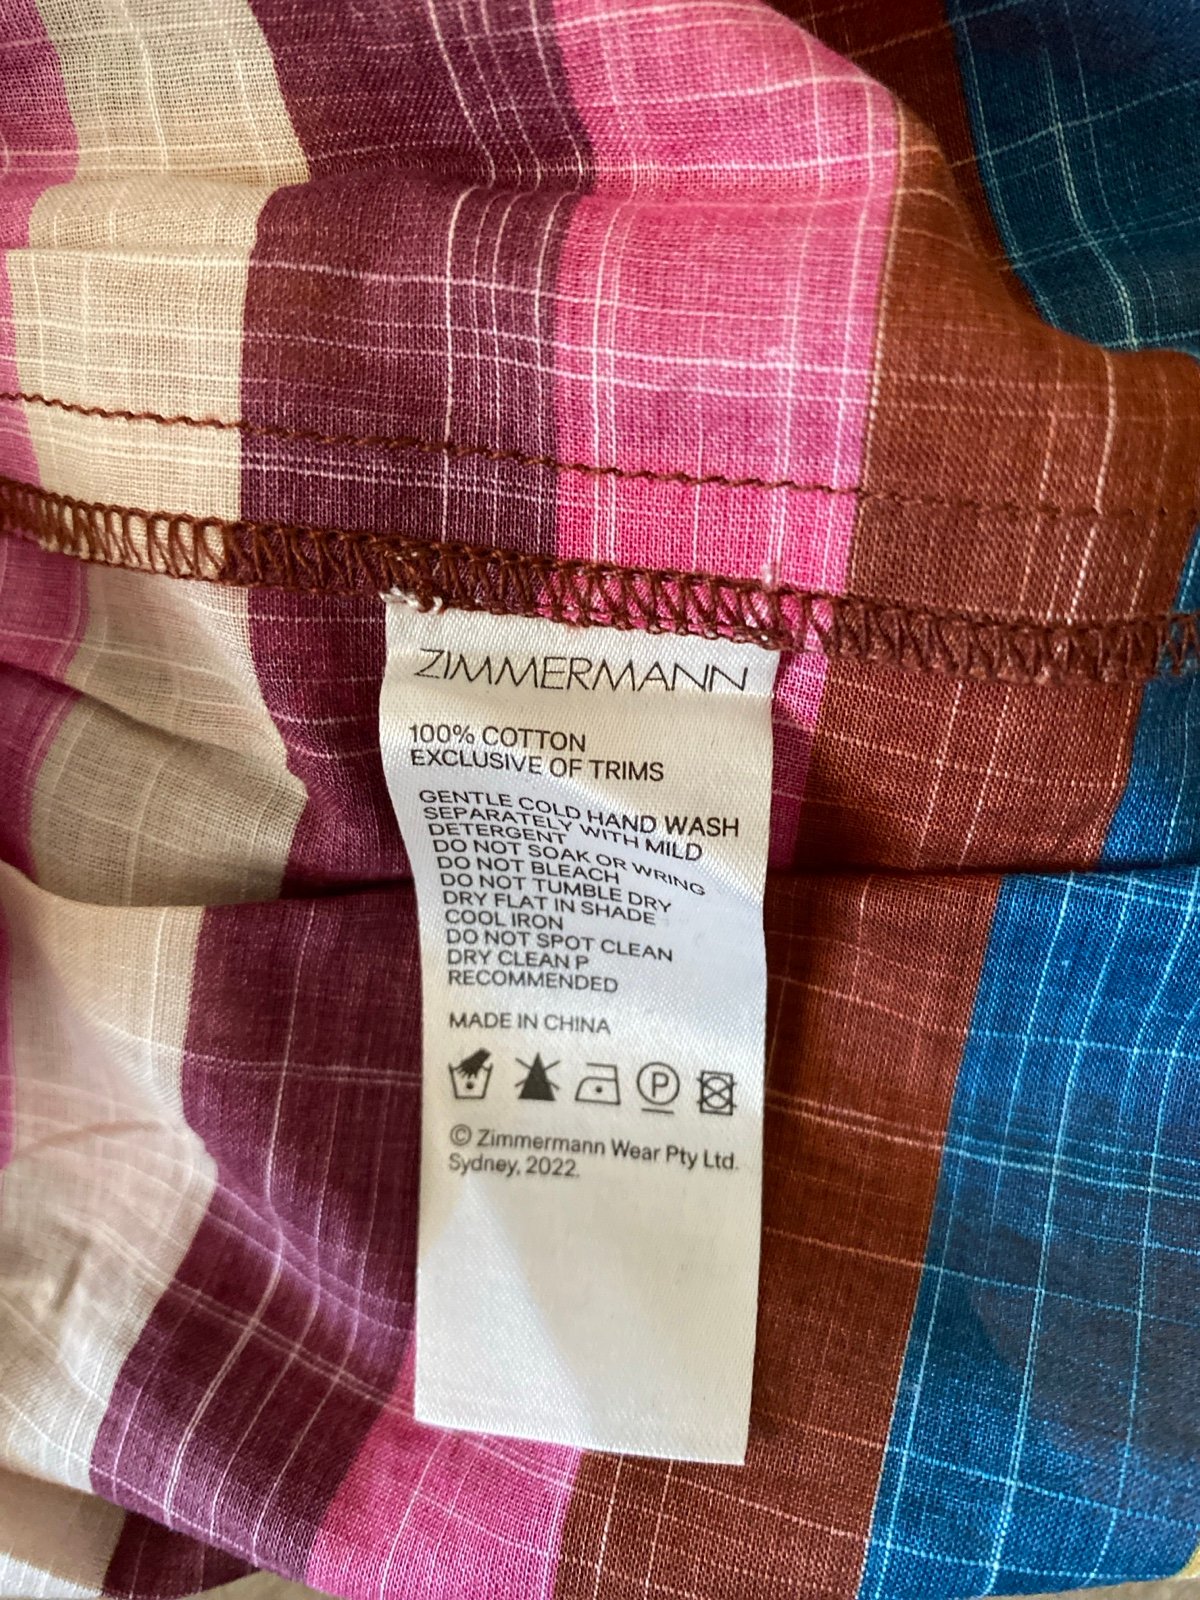 ZIMMERMANN
100% COTTON
EXCLUSIVE OF TRIMS
GENTLE COLD HAND WASH
SEPARATELY WITH MILD
DETERGENT
DO NOT SOAK OR WRING
DO NOT BLEACH
DO NOT TUMBLE DRY
DRY FLAT IN SHADE
COOL IRON
DO NOT SPOT CLEAN
DRY CLEAN P
RECOMMENDED
MADE IN CHINA
P
© Zimmermann Wear Pty Ltd.
Sydney, 2022.